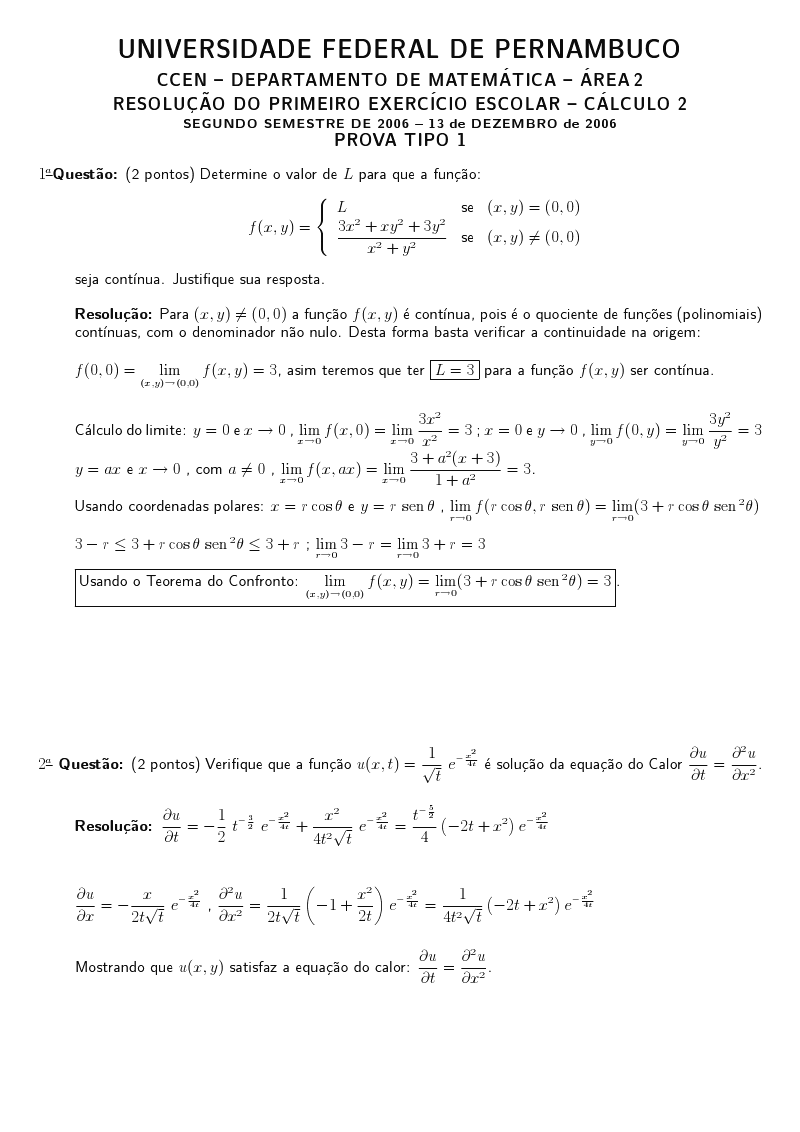 UNIVERSIDADE FEDERAL DE PERNAMBUCO
CCEN – DEPARTAMENTO DE MATEMÁTICA – ÁREA 2
RESOLUÇÃO DO PRIMEIRO EXERCÍCIO ESCOLAR – CÁLCULO 2
SEGUNDO SEMESTRE DE 2006 – 13 de DEZEMBRO de 2006
PROVA TIPO 1
1ª Questão: (2 pontos) Determine o valor de L para que a função:
f(x, y) = { L se (x, y) = (0, 0)
(3x² + xy² + 3y²)/(x² + y²) se (x, y) ≠ (0, 0)
seja contínua. Justifique sua resposta.
Resolução: Para (x, y) ≠ (0, 0) a função f(x, y) é contínua, pois é o quociente de funções (polinomiais)
contínuas, com o denominador não nulo. Desta forma basta verificar a continuidade na origem:
f(0, 0) = lim_{(x,y)→(0,0)} f(x, y) = 3, asim teremos que ter L = 3 para a função f(x, y) ser contínua.
Cálculo do limite: y = 0 e x → 0 , lim_{x→0} f(x, 0) = lim_{x→0} 3x²/x² = 3 ; x = 0 e y → 0 , lim_{y→0} f(0, y) = lim_{y→0} 3y²/y² = 3
y = ax e x → 0 , com a ≠ 0 , lim_{x→0} f(x, ax) = lim_{x→0} (3 + a²(x + 3))/(1 + a²) = 3.
Usando coordenadas polares: x = r cos θ e y = r sen θ , lim_{r→0} f(r cos θ, r sen θ) = lim_{r→0} (3 + r cos θ sen²θ)
3 − r ≤ 3 + r cos θ sen²θ ≤ 3 + r ; lim_{r→0} 3 − r = lim_{r→0} 3 + r = 3
Usando o Teorema do Confronto: lim_{(x,y)→(0,0)} f(x, y) = lim_{r→0} (3 + r cos θ sen²θ) = 3 .
2ª Questão: (2 pontos) Verifique que a função u(x, t) = 1/√t e^{−x²/4t} é solução da equação do Calor ∂u/∂t = ∂²u/∂x².
Resolução: ∂u/∂t = −1/2 t^{−3/2} e^{−x²/4t} + x²/(4t²√t) e^{−x²/4t} = t^{−5/2}/4 (−2t + x²) e^{−x²/4t}
∂u/∂x = −x/(2t√t) e^{−x²/4t} , ∂²u/∂x² = 1/(2t√t) (−1 + x²/2t) e^{−x²/4t} = 1/(4t²√t) (−2t + x²) e^{−x²/4t}
Mostrando que u(x, y) satisfaz a equação do calor: ∂u/∂t = ∂²u/∂x².